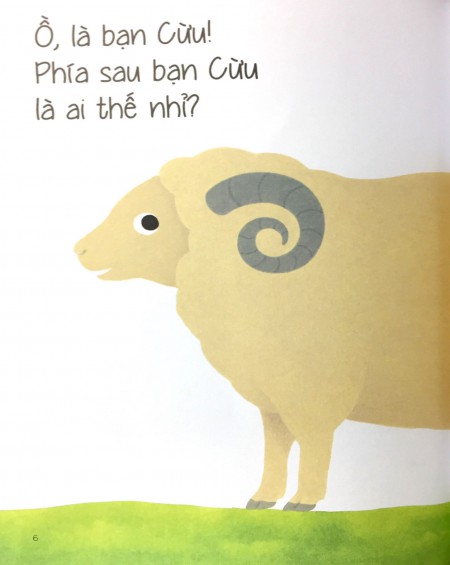 Ồ, là bạn Cừu!
Phía sau bạn Cừu
là ai thế nhỉ?
6